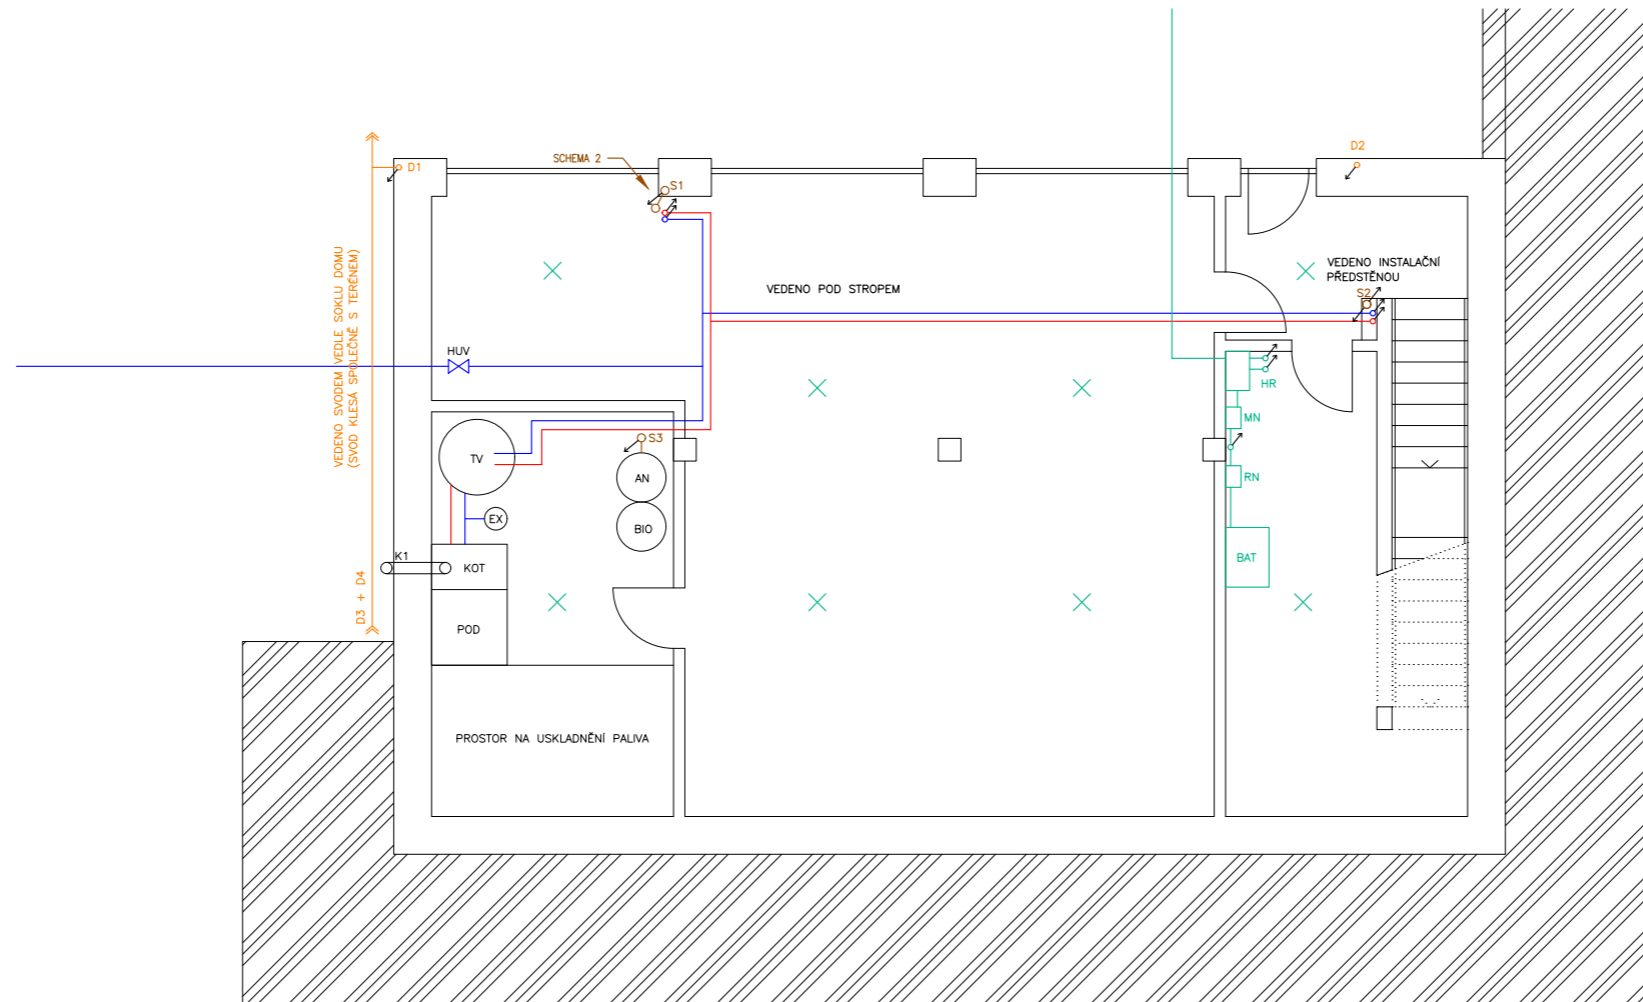 SCHEMA 2
D1
S1
D2
VEDENO SVODEM VEDLE SOKLU DOMU
(SVOD KLESÁ SPOLEČNĚ S TERÉNEM)
D3 + D4
VEDENO POD STROPEM
VEDENO INSTALAČNÍ
PŘEDSTĚNOU
S2
HUV
HR
MN
RN
BAT
TV
S3
AN
BIO
EX
K1
KOT
POD
PROSTOR NA USKLADNĚNÍ PALIVA